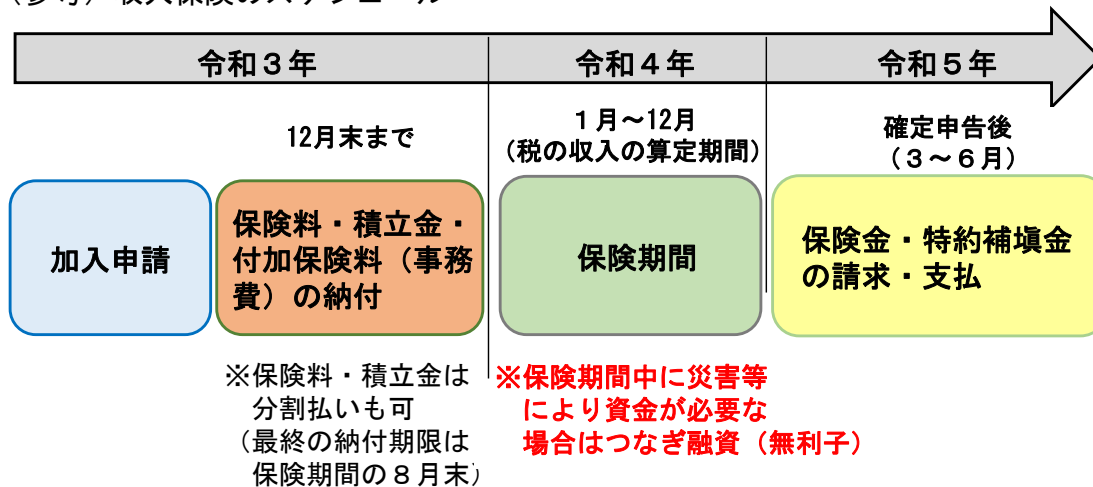 令和３年
令和４年
令和５年
12月末まで
１月～12月
（税の収入の算定期間）
確定申告後
（３～６月）
加入申請
保険料・積立金・
付加保険料（事務
費）の納付
保険期間
保険金・特約補填金
の請求・支払
※保険料・積立金は
分割払いも可
（最終の納付期限は
保険期間の８月末）
※保険期間中に災害等
により資金が必要な
場合はつなぎ融資（無利子）